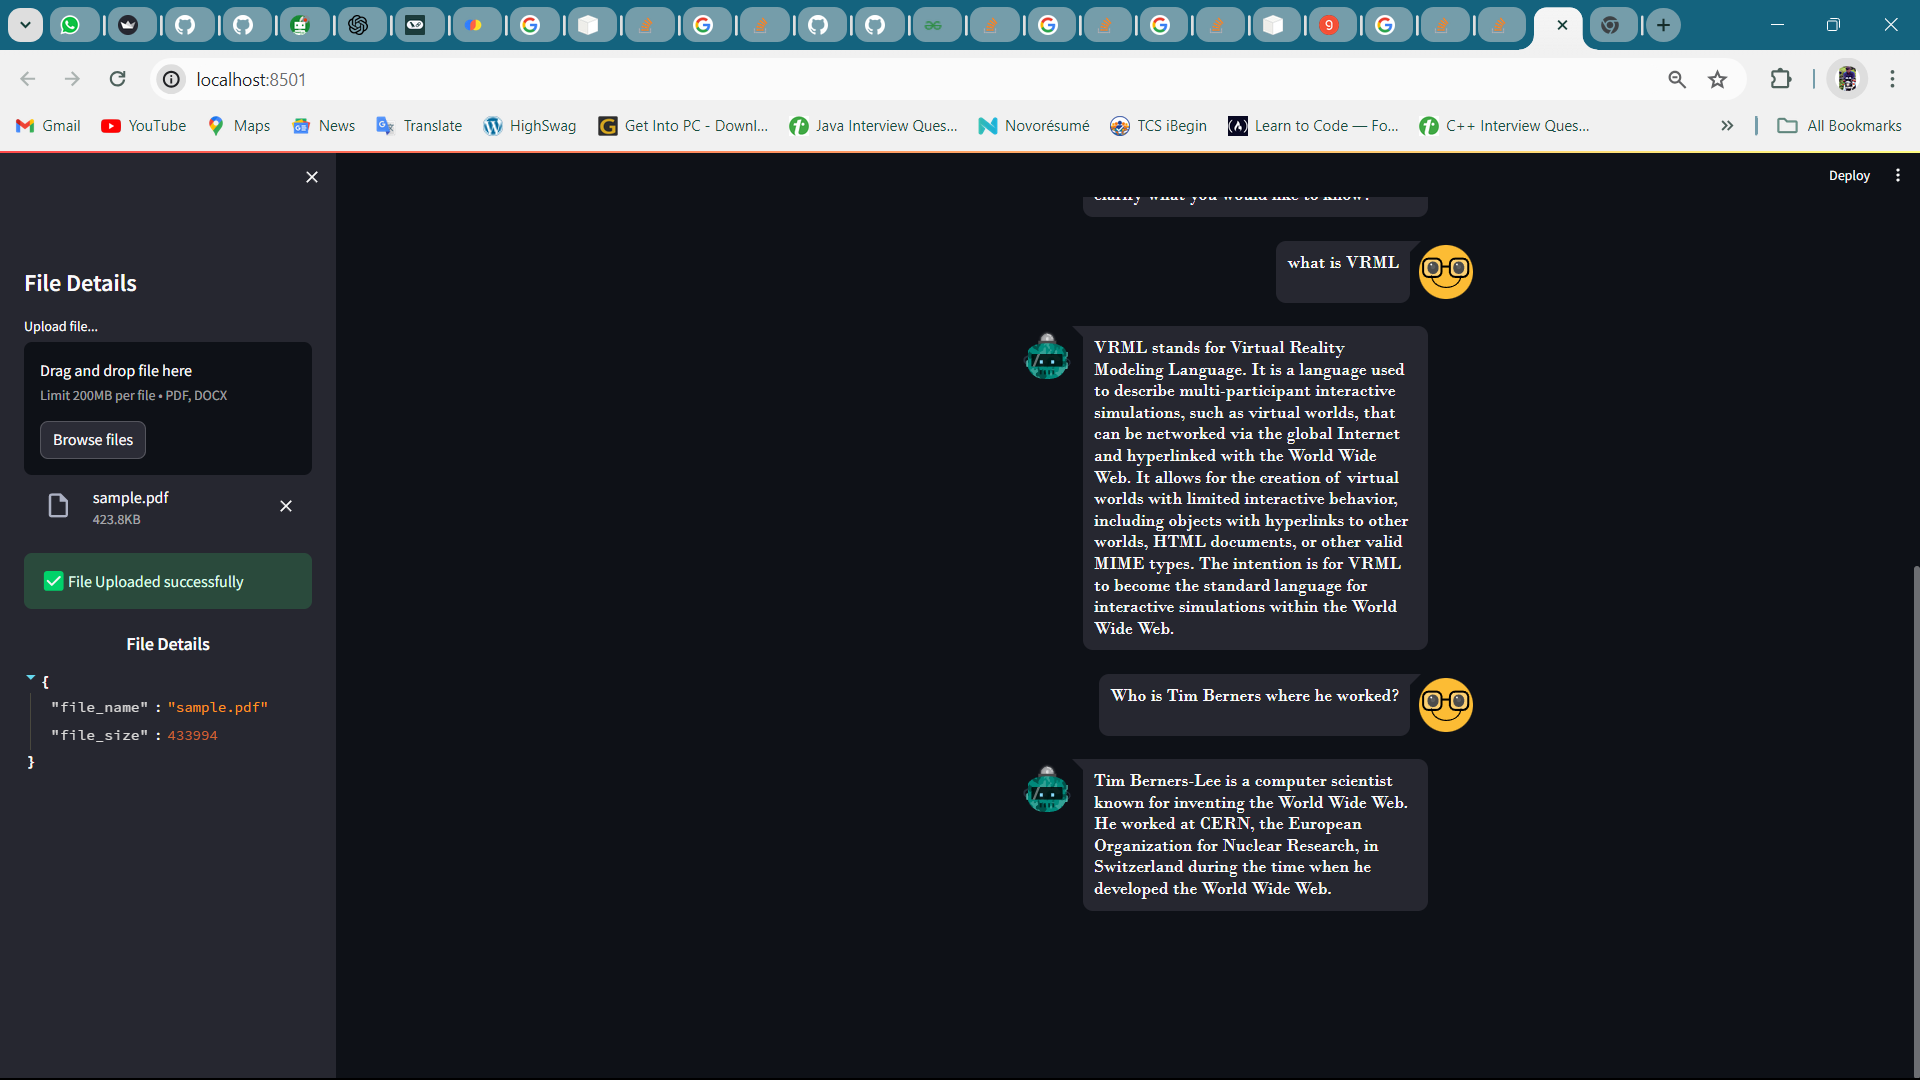 9
localhost:8501
Gmail YouTube Maps News Translate HighSwag Get Into PC - Downl... Java Interview Ques... Novorésumé TCS iBegin Learn to Code — Fo... C++ Interview Ques... All Bookmarks
Deploy
File Details
Upload file...
Drag and drop file here
Limit 200MB per file • PDF, DOCX
Browse files
sample.pdf
423.8KB
File Uploaded successfully
File Details
{
"file_name" : "sample.pdf"
"file_size" : 433994
}
clarify what you would like to know?
what is VRML
VRML stands for Virtual Reality
Modeling Language. It is a language used
to describe multi-participant interactive
simulations, such as virtual worlds, that
can be networked via the global Internet
and hyperlinked with the World Wide
Web. It allows for the creation of virtual
worlds with limited interactive behavior,
including objects with hyperlinks to other
worlds, HTML documents, or other valid
MIME types. The intention is for VRML
to become the standard language for
interactive simulations within the World
Wide Web.
Who is Tim Berners where he worked?
Tim Berners-Lee is a computer scientist
known for inventing the World Wide Web.
He worked at CERN, the European
Organization for Nuclear Research, in
Switzerland during the time when he
developed the World Wide Web.